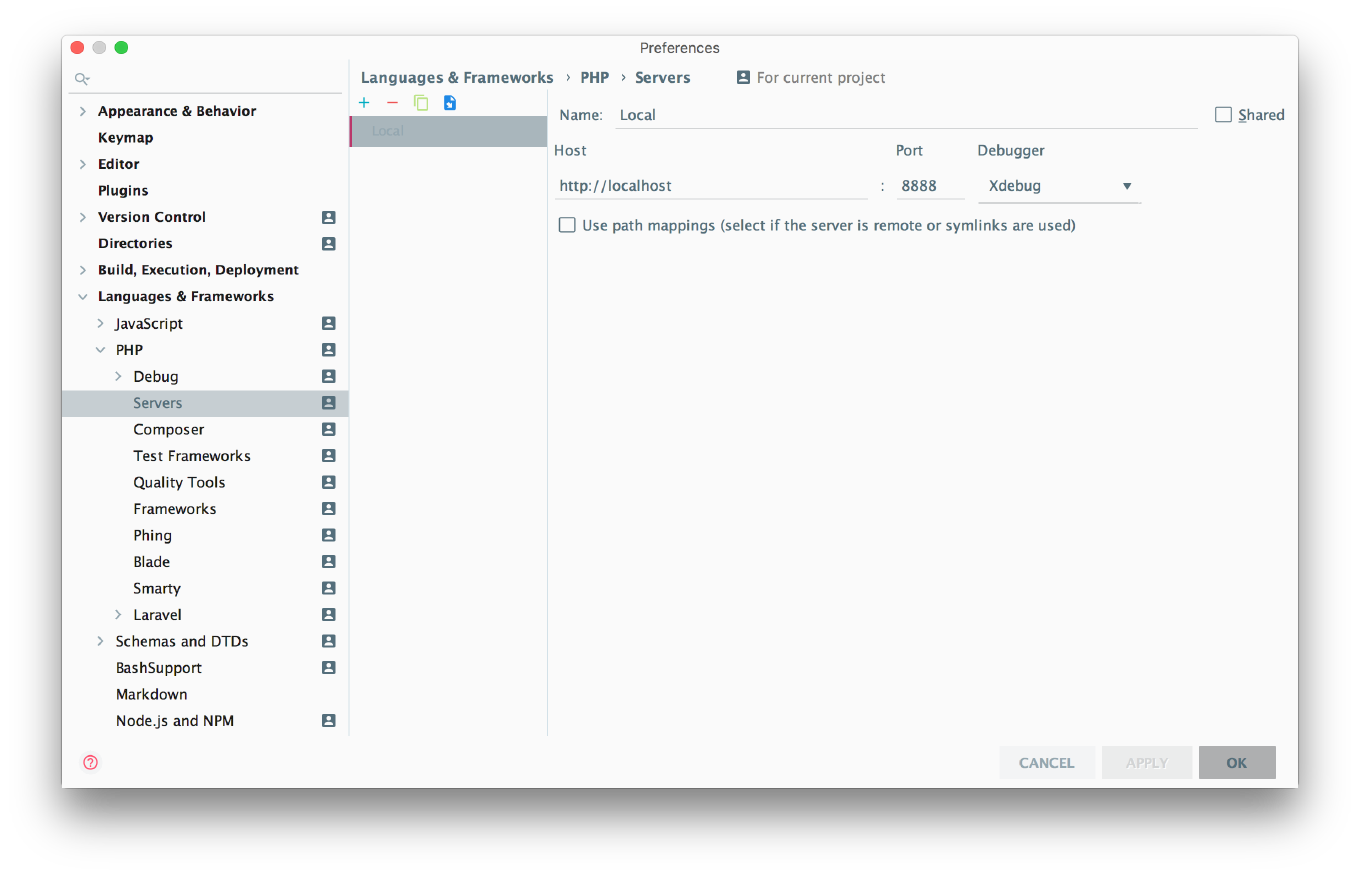 Preferences
Languages & Frameworks › PHP › Servers For current project
Appearance & Behavior
Keymap
Editor
Plugins
Version Control
Directories
Build, Execution, Deployment
Languages & Frameworks
JavaScript
PHP
Debug
Servers
Composer
Test Frameworks
Quality Tools
Frameworks
Phing
Blade
Smarty
Laravel
Schemas and DTDs
BashSupport
Markdown
Node.js and NPM
Local
Name: Local Shared
Host Port Debugger
http://localhost : 8888 Xdebug
Use path mappings (select if the server is remote or symlinks are used)
? CANCEL APPLY OK